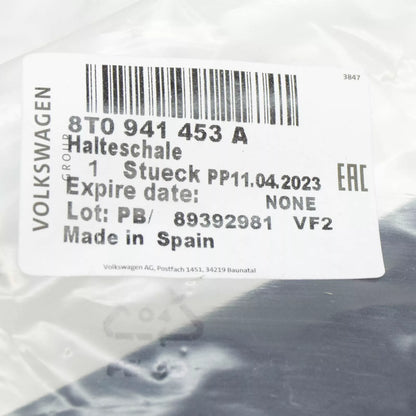 3847
VOLKSWAGEN
GROUP
8T0 941 453 A
Halteschale
1 Stueck PP11.04.2023
Expire date: NONE
EAC
Lot: PB/ 89392981 VF2
Made in Spain
Volkswagen AG, Postfach 1451, 34219 Baunatal